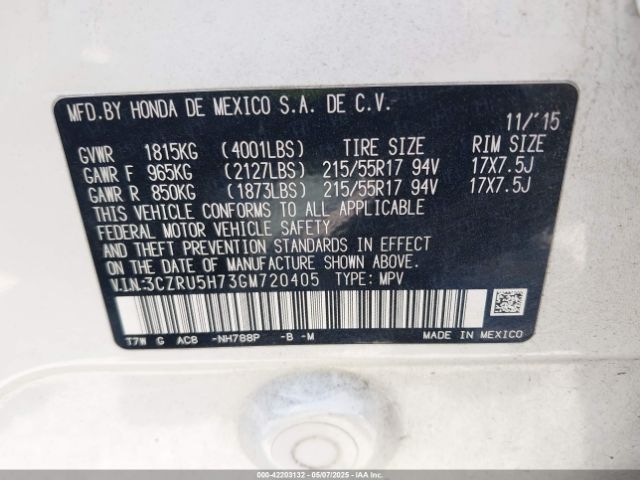 MFD.BY HONDA DE MEXICO S.A. DE C.V.
11/'15
GVWR 1815KG (4001LBS) TIRE SIZE RIM SIZE
GAWR F 965KG (2127LBS) 215/55R17 94V 17X7.5J
GAWR R 850KG (1873LBS) 215/55R17 94V 17X7.5J
THIS VEHICLE CONFORMS TO ALL APPLICABLE
FEDERAL MOTOR VEHICLE SAFETY
AND THEFT PREVENTION STANDARDS IN EFFECT
ON THE DATE OF MANUFACTURE SHOWN ABOVE.
V.I.N:3CZRU5H73GM720405 TYPE: MPV
T7W G ACB -NH788P -B -M MADE IN MEXICO
000-42203132 - 05/07/2025 - IAA, Inc.